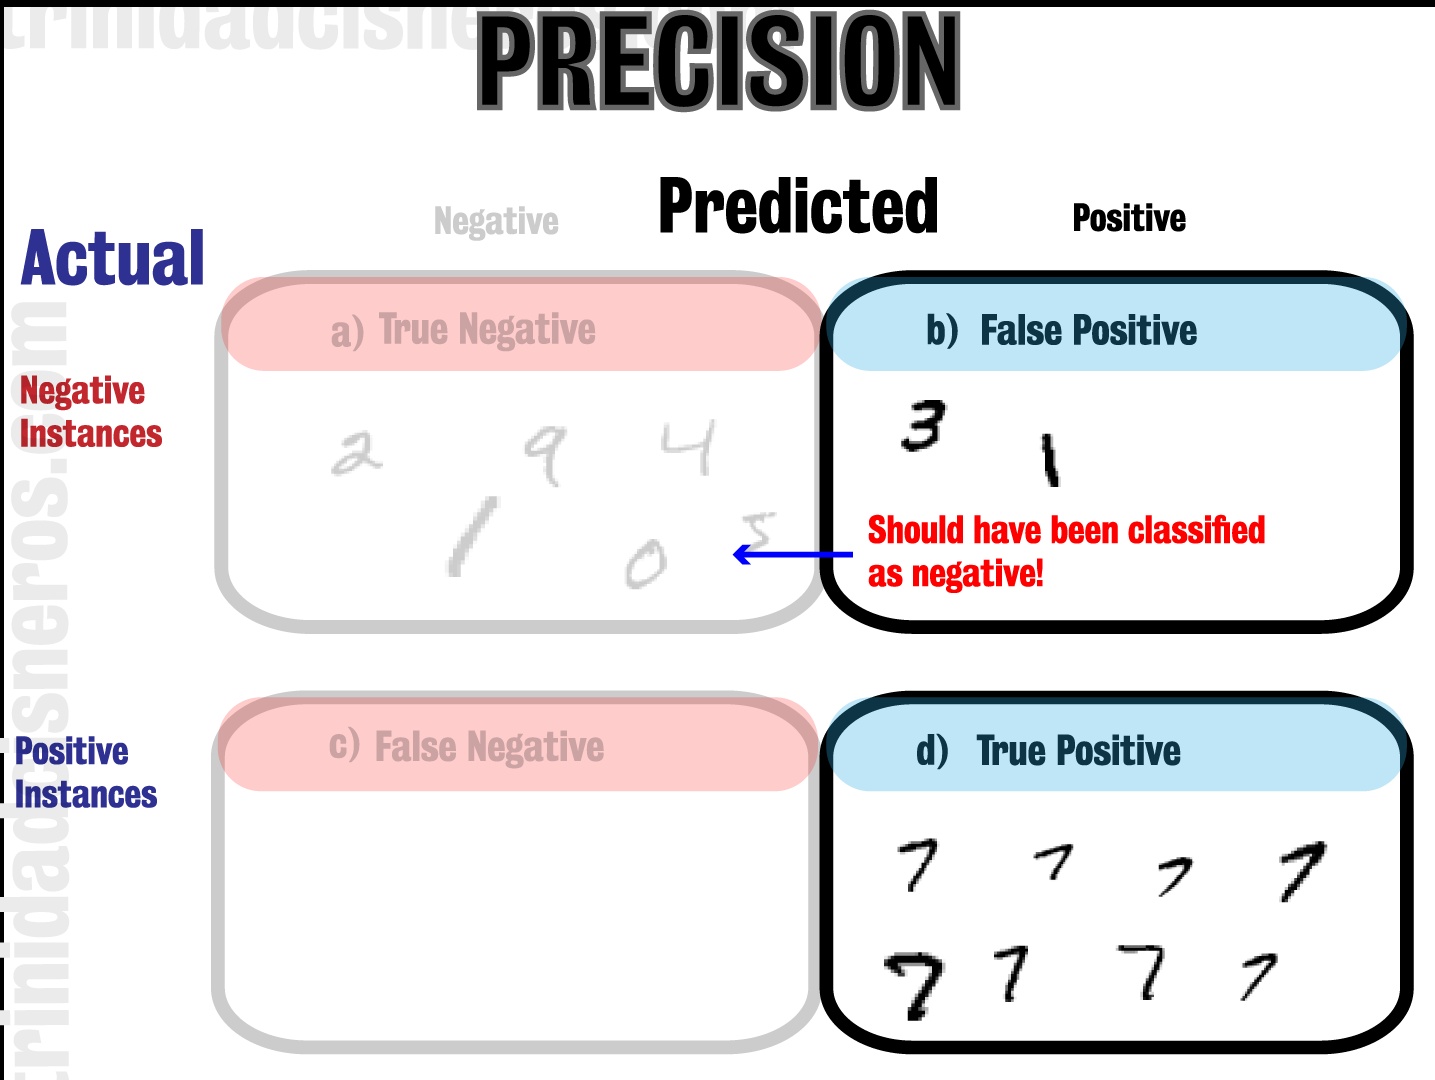 trinidadcisneros.com
PRECISION
Predicted
Negative
Positive
Actual
a) True Negative
b) False Positive
Negative
Instances
2 9 4
1 0 5
3 1
Should have been classified
as negative!
c) False Negative
d) True Positive
Positive
Instances
7 7 7 7
7 7 7 7